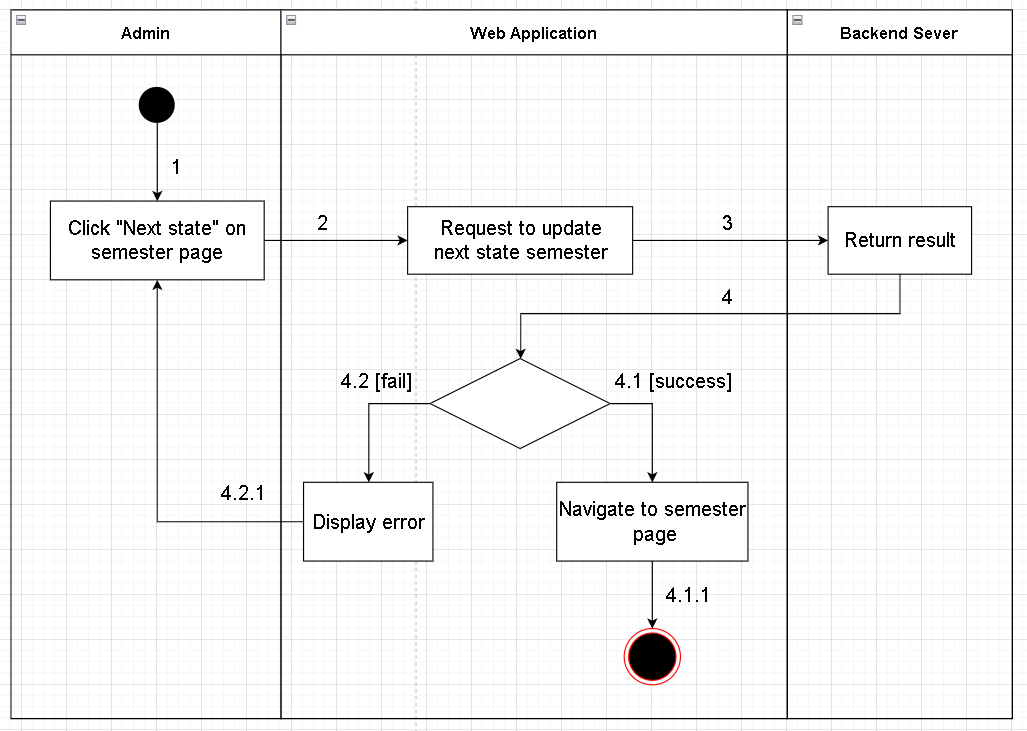 Admin
Web Application
Backend Sever
1
Click "Next state" on
semester page
2
Request to update
next state semester
3
Return result
4
4.2 [fail]
4.1 [success]
4.2.1
Display error
Navigate to semester
page
4.1.1